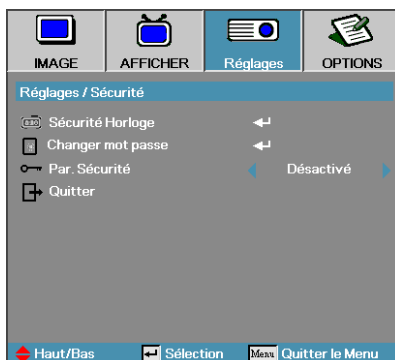 IMAGE AFFICHER Réglages OPTIONS
Réglages / Sécurité
Sécurité Horloge
Changer mot passe
Par. Sécurité Désactivé
Quitter
Haut/Bas Sélection Menu Quitter le Menu